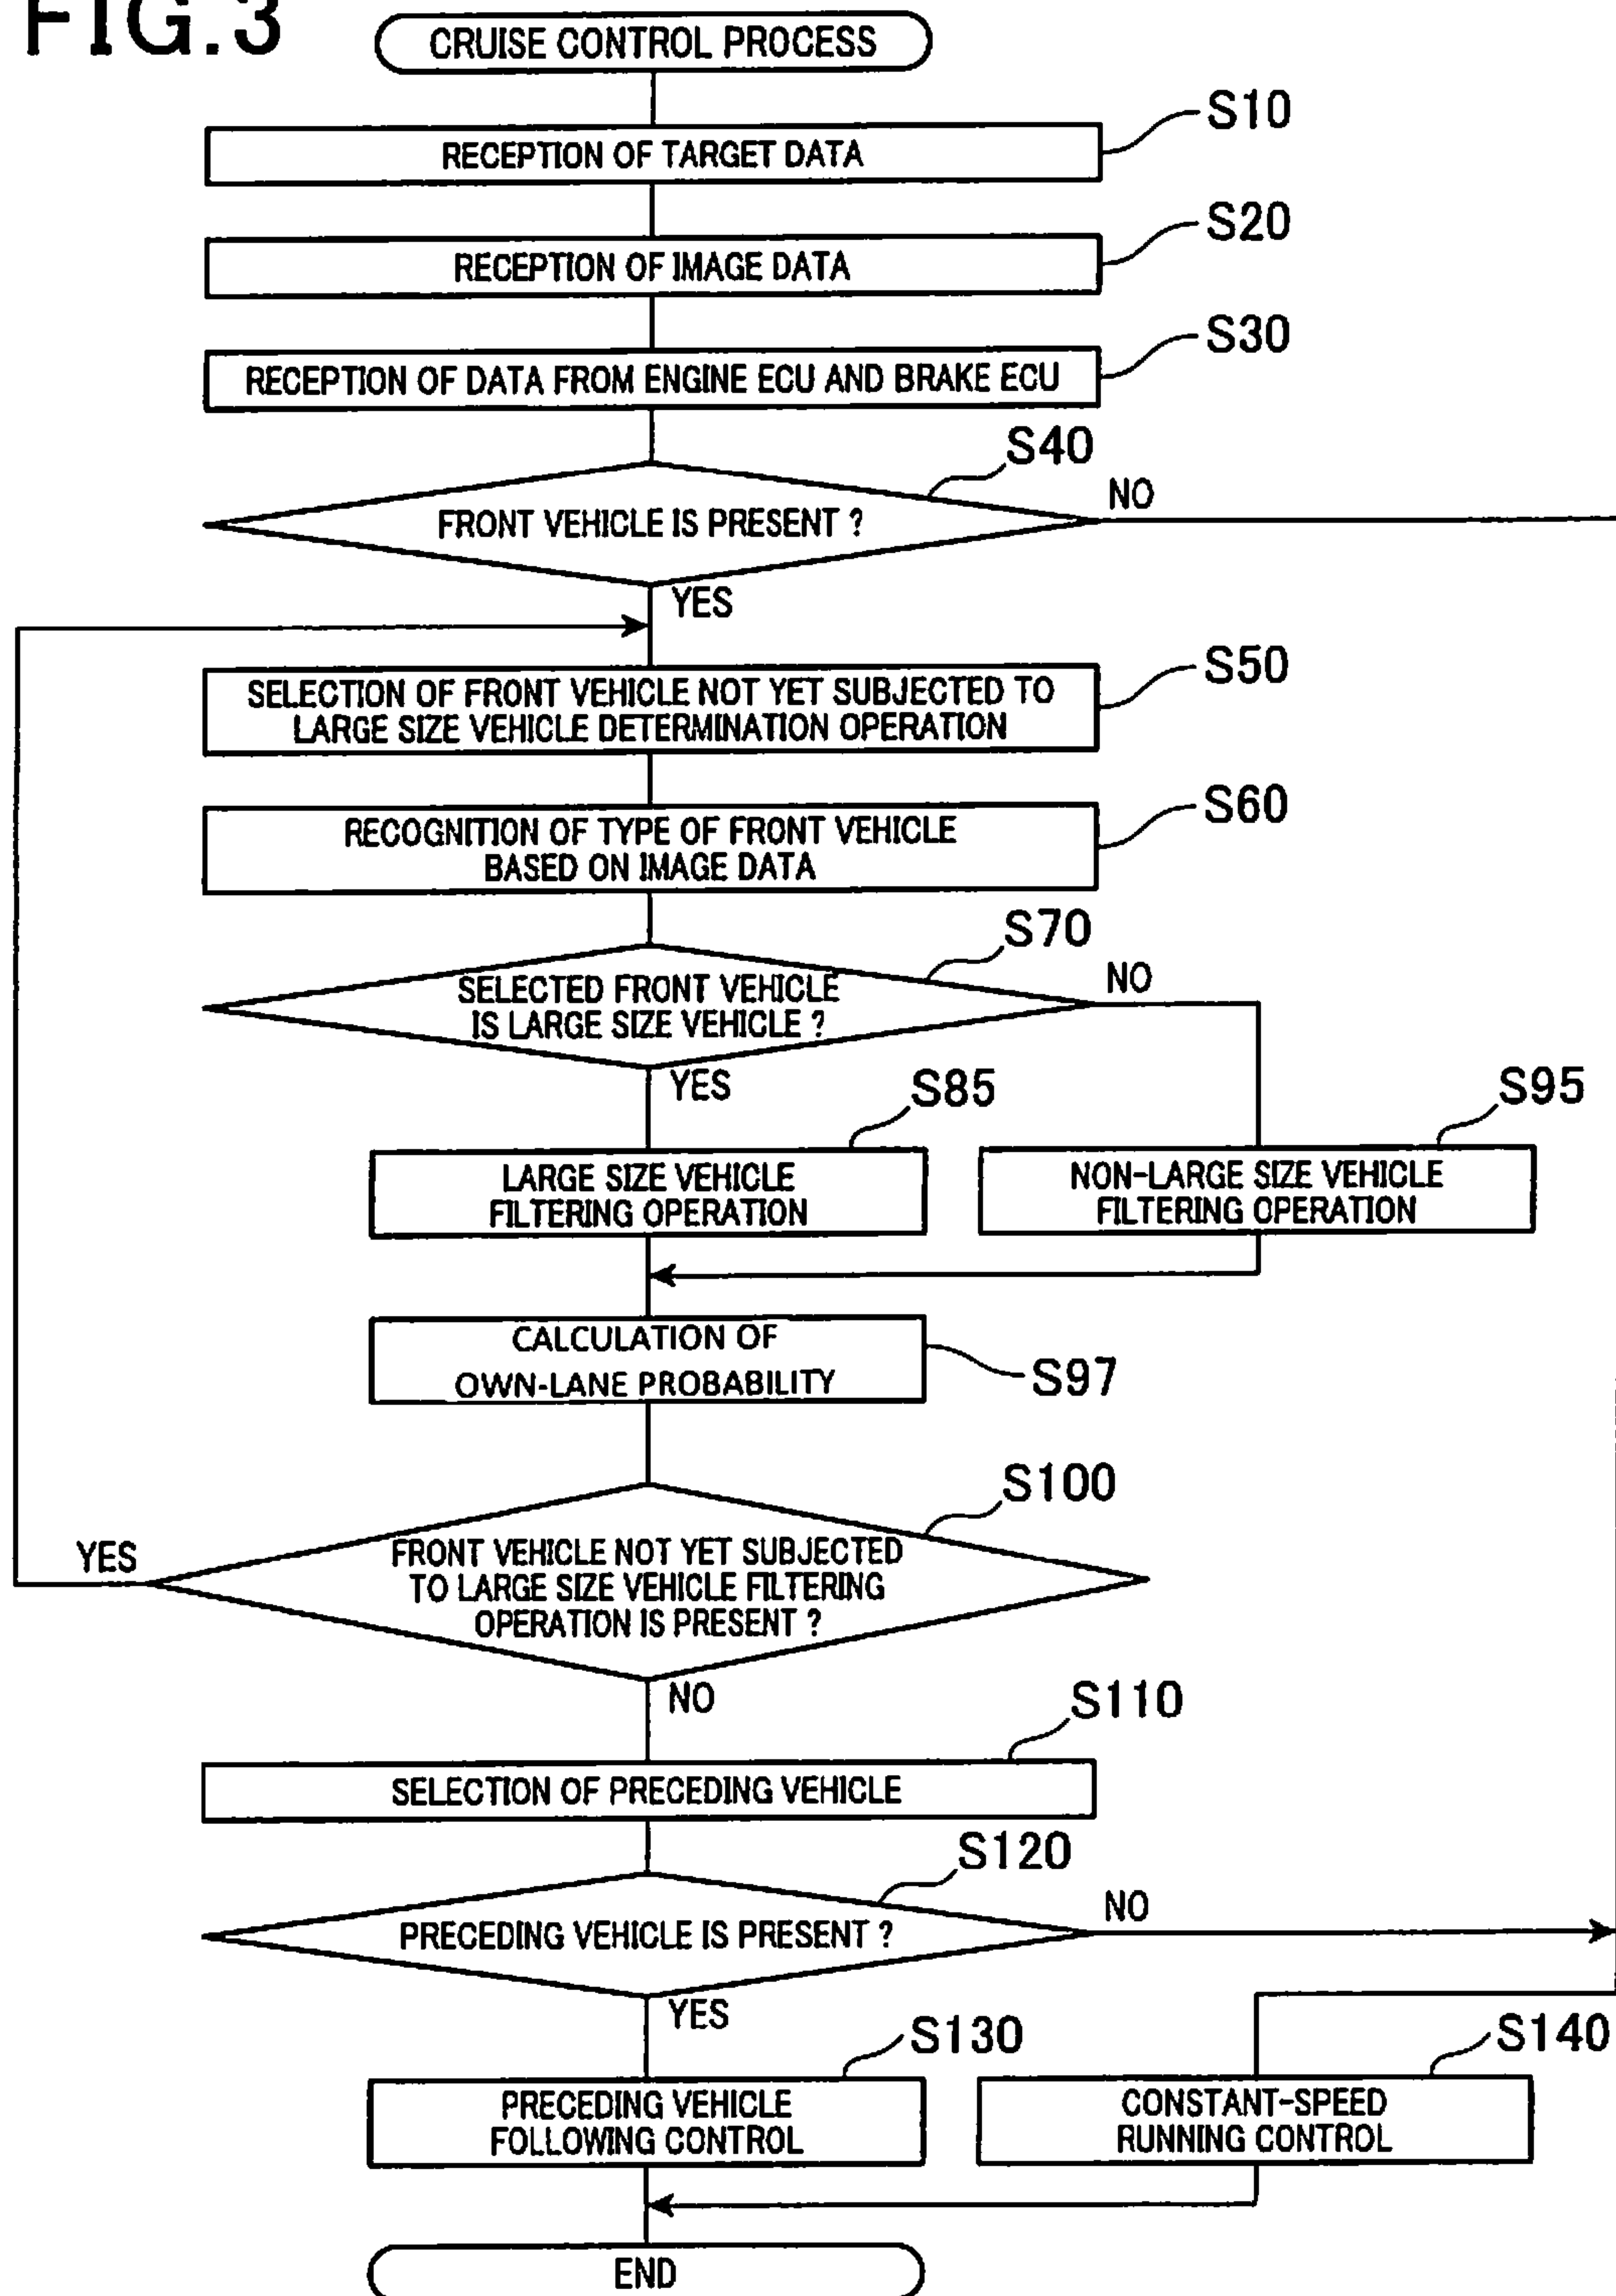 FIG.3
CRUISE CONTROL PROCESS
S10
RECEPTION OF TARGET DATA
S20
RECEPTION OF IMAGE DATA
S30
RECEPTION OF DATA FROM ENGINE ECU AND BRAKE ECU
S40
NO
FRONT VEHICLE IS PRESENT ?
YES
S50
SELECTION OF FRONT VEHICLE NOT YET SUBJECTED TO
LARGE SIZE VEHICLE DETERMINATION OPERATION
S60
RECOGNITION OF TYPE OF FRONT VEHICLE
BASED ON IMAGE DATA
S70
NO
SELECTED FRONT VEHICLE
IS LARGE SIZE VEHICLE ?
YES
S85
S95
LARGE SIZE VEHICLE
FILTERING OPERATION
NON-LARGE SIZE VEHICLE
FILTERING OPERATION
CALCULATION OF
OWN-LANE PROBABILITY
S97
S100
YES
FRONT VEHICLE NOT YET SUBJECTED
TO LARGE SIZE VEHICLE FILTERING
OPERATION IS PRESENT ?
NO
S110
SELECTION OF PRECEDING VEHICLE
S120
NO
PRECEDING VEHICLE IS PRESENT ?
YES
S130
S140
PRECEDING VEHICLE
FOLLOWING CONTROL
CONSTANT-SPEED
RUNNING CONTROL
END